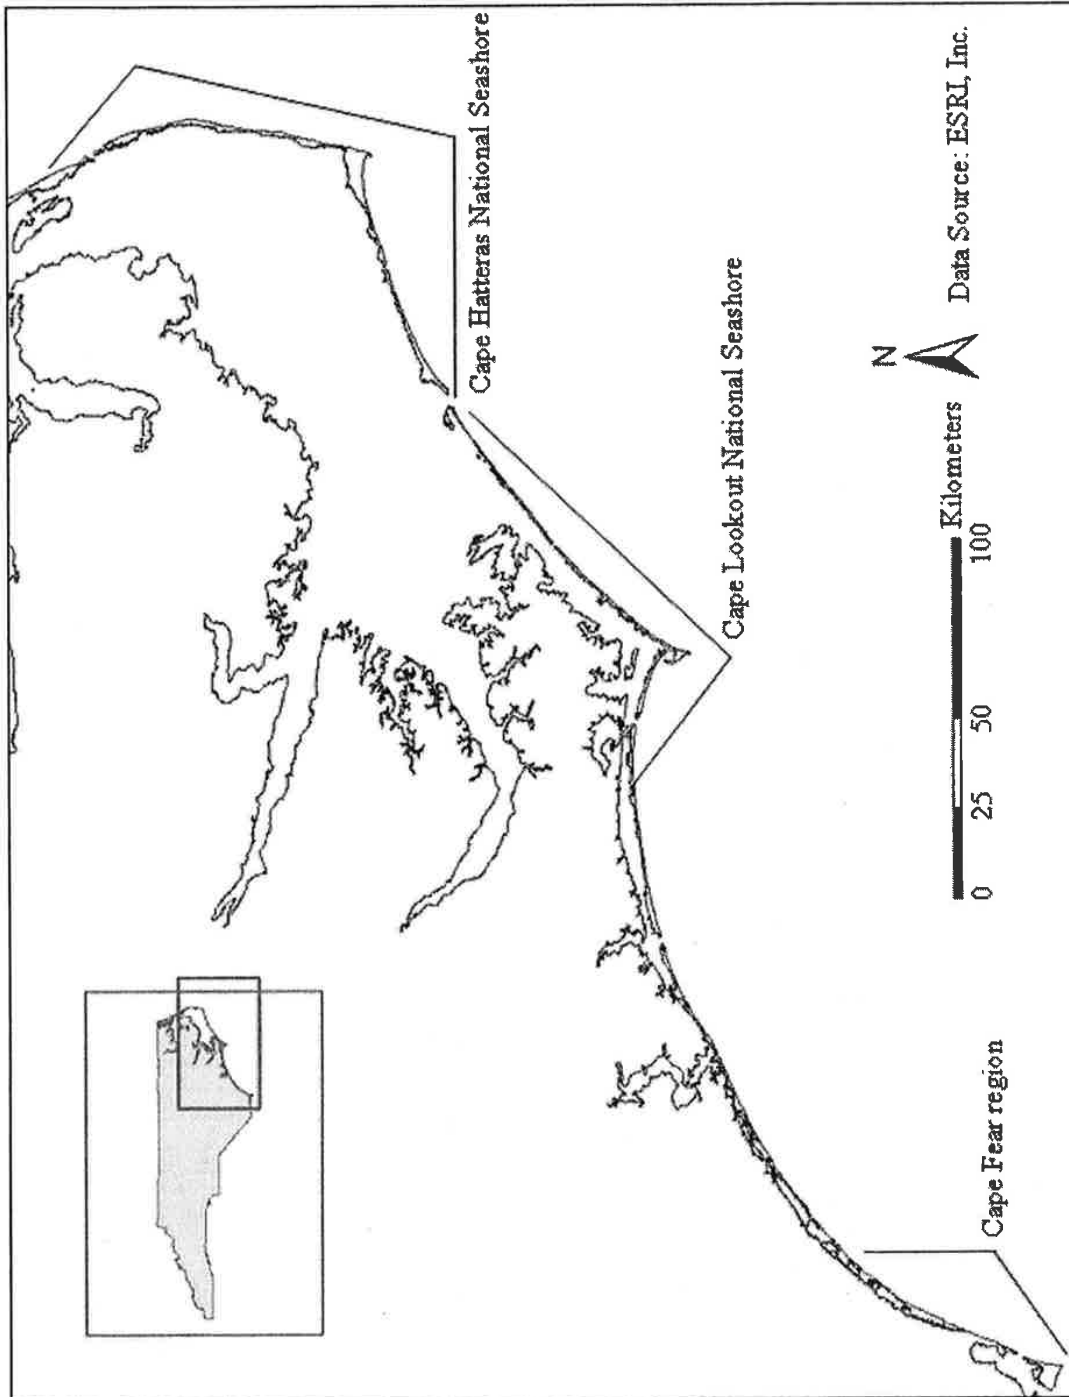 Cape Hatteras National Seashore
Cape Lookout National Seashore
Cape Fear region
N
Kilometers
0 25 50 100
Data Source: ESRI, Inc.